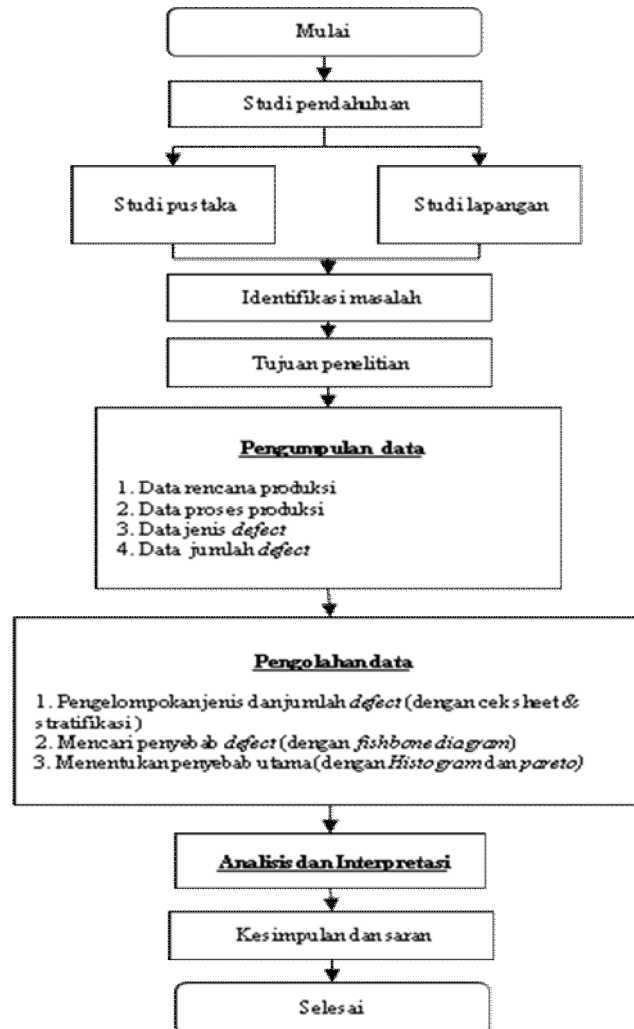 Mulai
Studi pendahuluan
Studi pustaka
Studi lapangan
Identifikasi masalah
Tujuan penelitian
Pengumpulan data
1. Data rencana produksi
2. Data proses produksi
3. Data jenis defect
4. Data jumlah defect
Pengolahan data
1. Pengelompokan jenis dan jumlah defect (dengan cek sheet &
stratifikasi)
2. Mencari penyebab defect (dengan fishbone diagram)
3. Menentukan penyebab utama (dengan Histogram dan pareto)
Analisis dan Interpretasi
Kesimpulan dan saran
Selesai